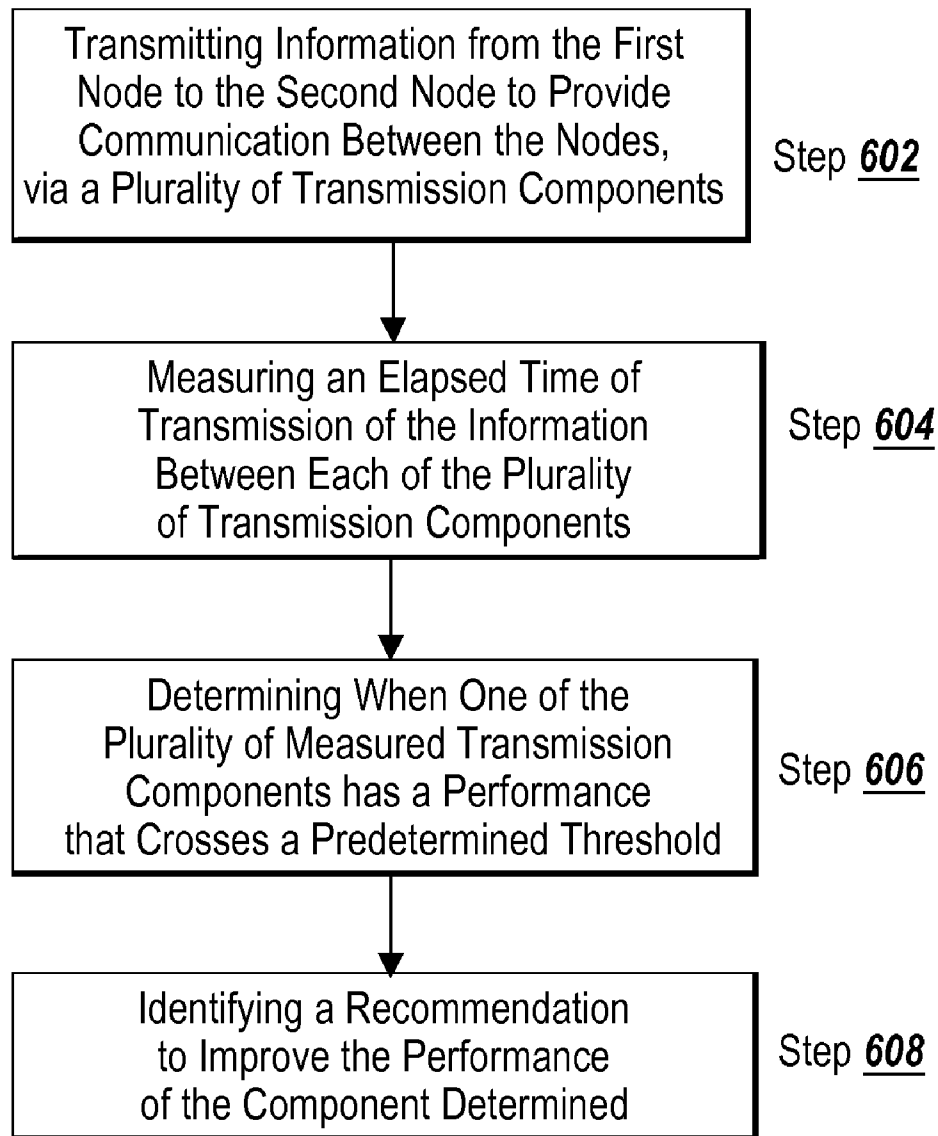 Transmitting Information from the First
Node to the Second Node to Provide
Communication Between the Nodes,
via a Plurality of Transmission Components
Step 602
Measuring an Elapsed Time of
Transmission of the Information
Between Each of the Plurality
of Transmission Components
Step 604
Determining When One of the
Plurality of Measured Transmission
Components has a Performance
that Crosses a Predetermined Threshold
Step 606
Identifying a Recommendation
to Improve the Performance
of the Component Determined
Step 608